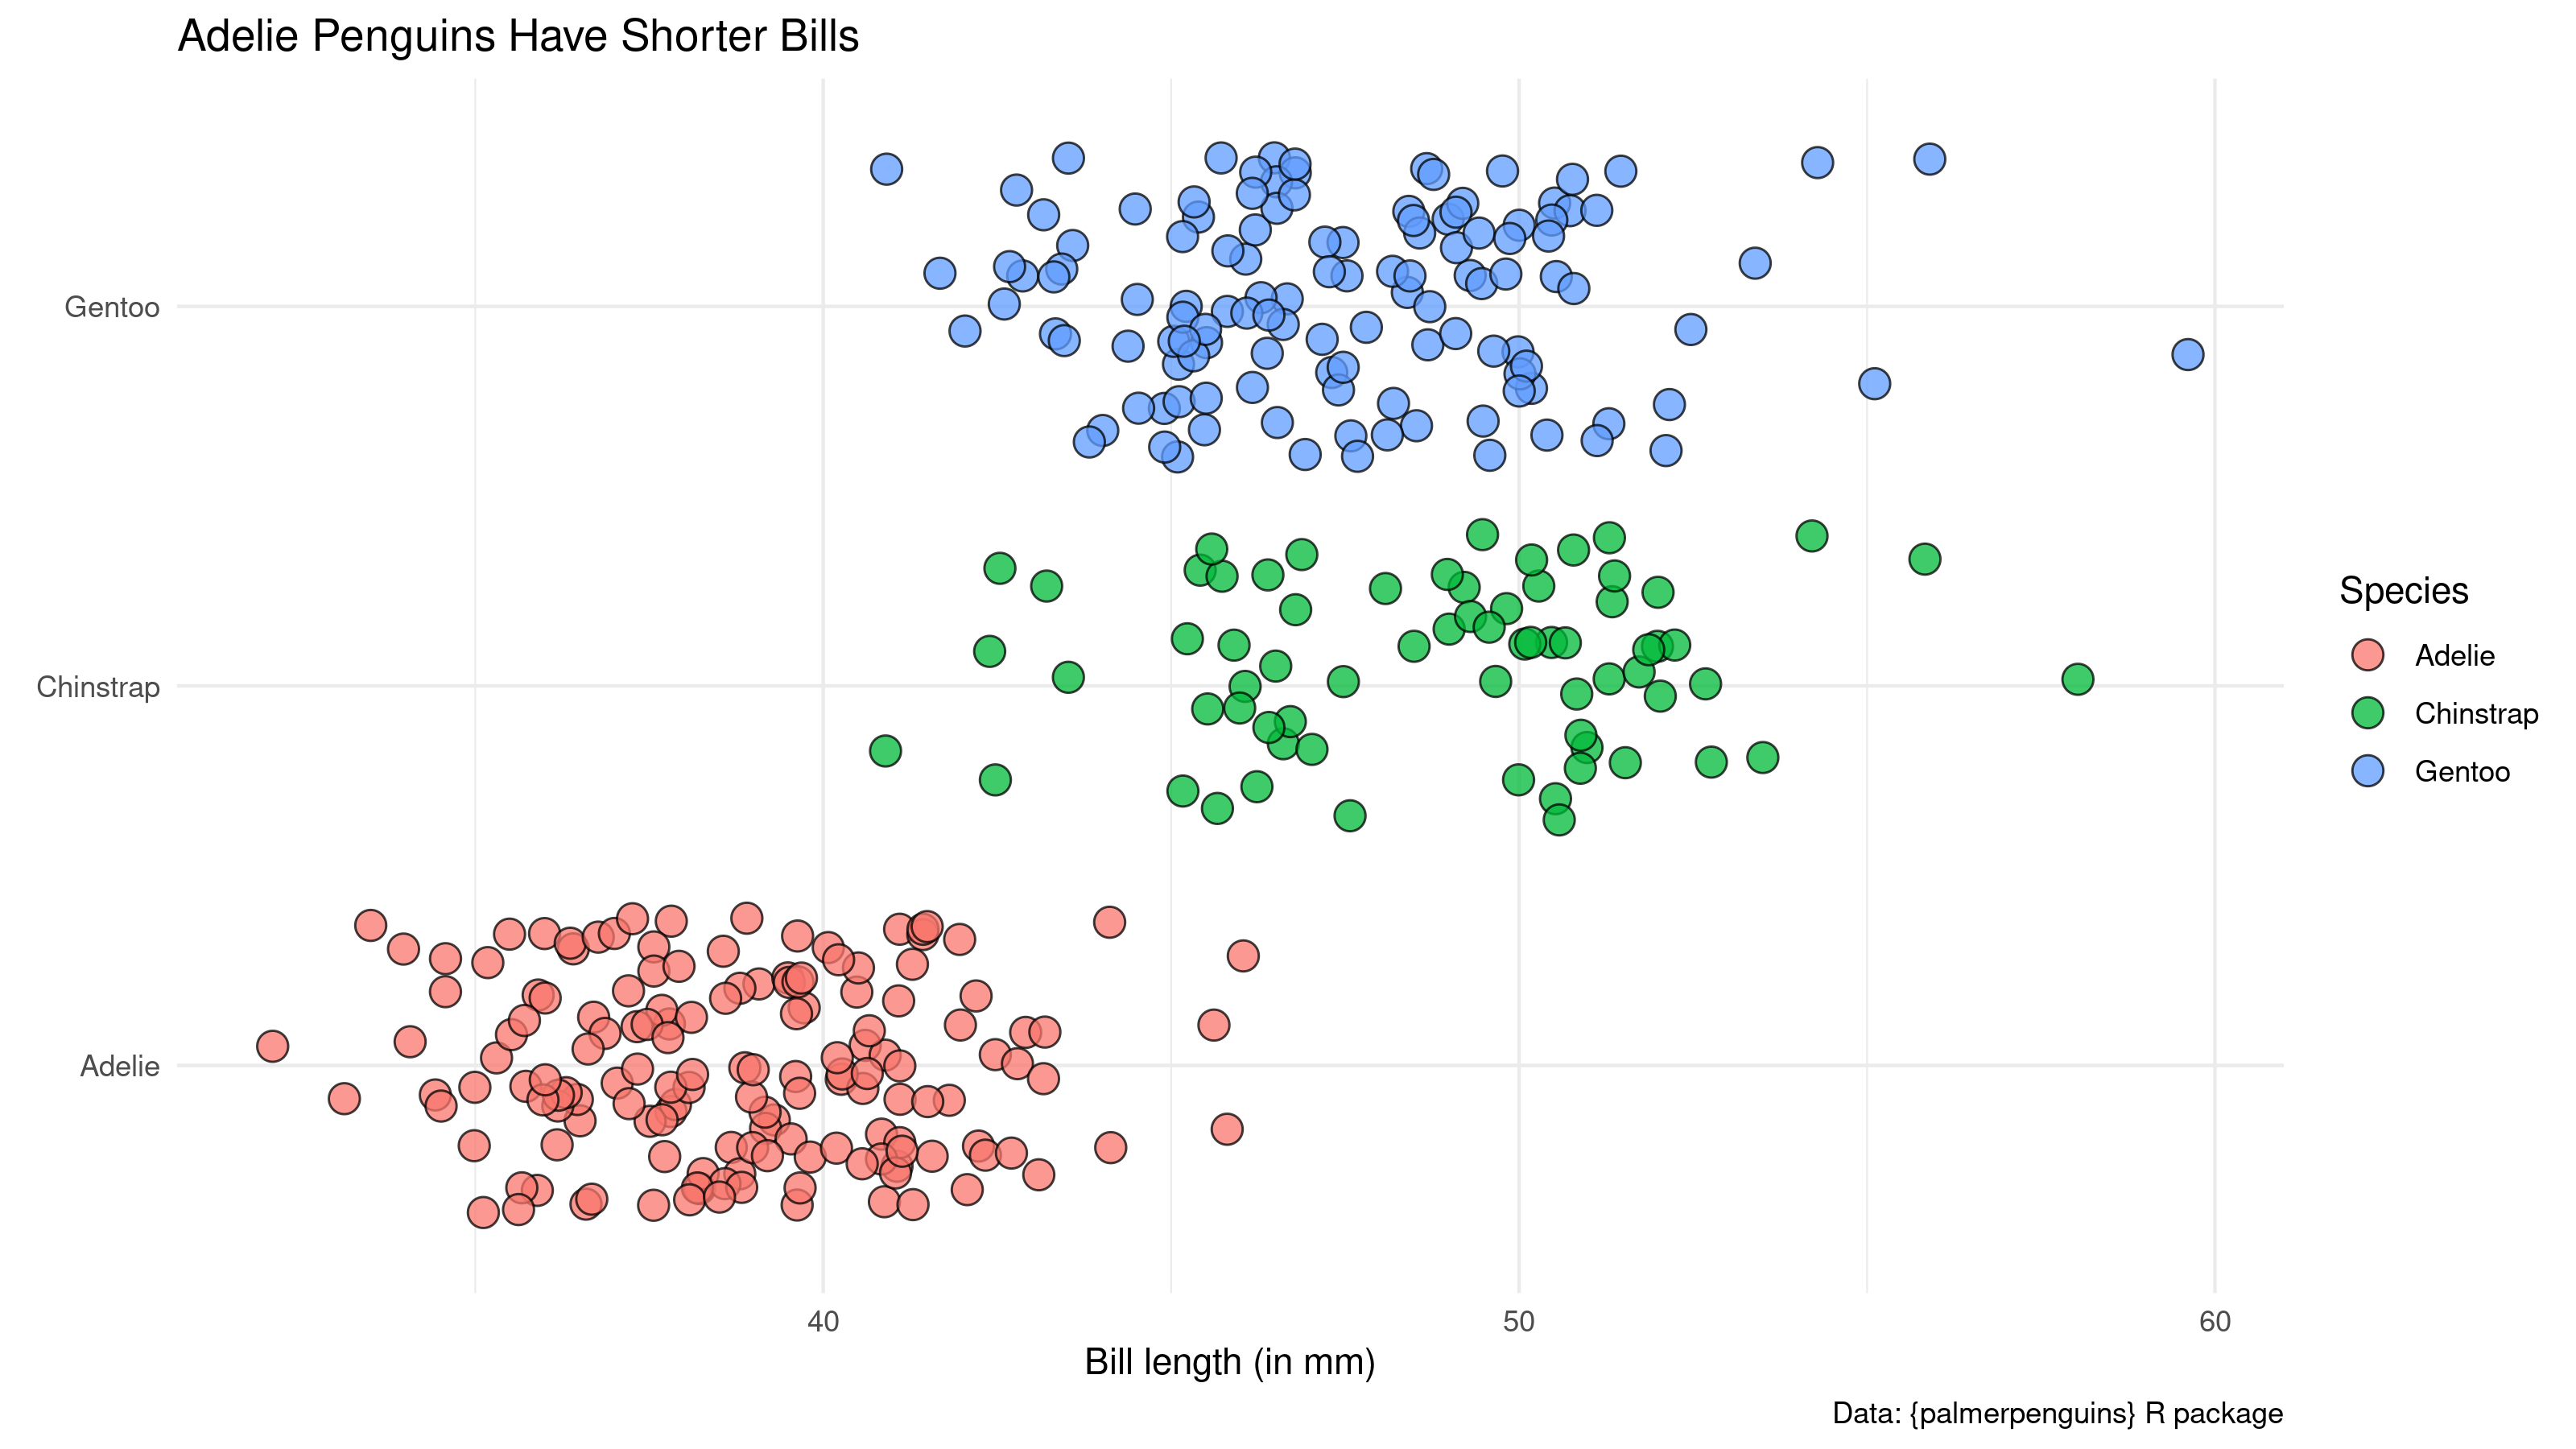 Adelie Penguins Have Shorter Bills
Gentoo
Chinstrap
Adelie
40
50
60
Bill length (in mm)
Species
Adelie
Chinstrap
Gentoo
Data: {palmerpenguins} R package